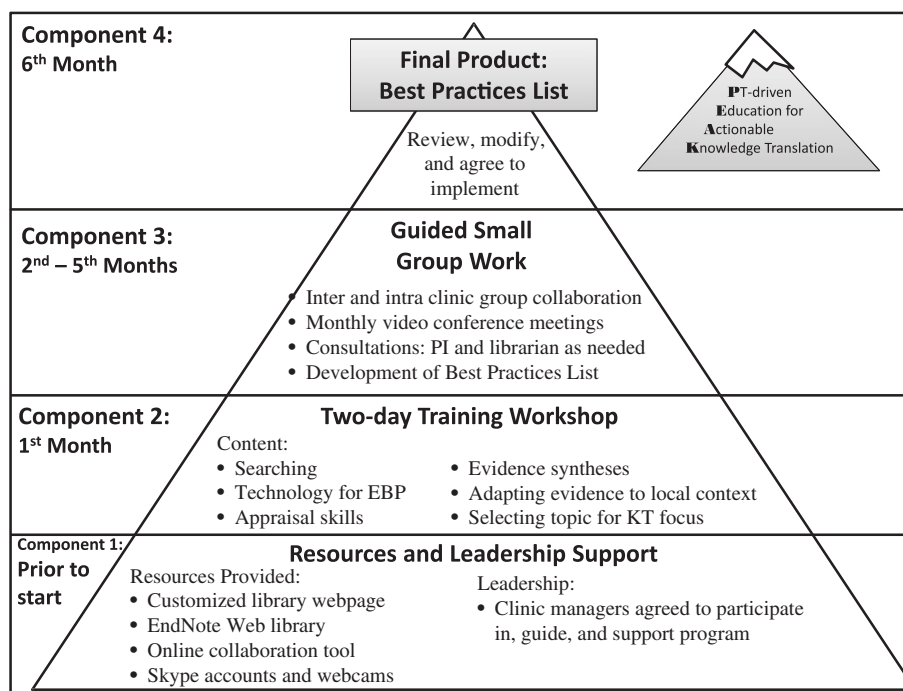 Component 4:
6th Month
Final Product:
Best Practices List
Review, modify,
and agree to
implement
PT-driven
Education for
Actionable
Knowledge Translation
Component 3:
2nd – 5th Months
Guided Small
Group Work
• Inter and intra clinic group collaboration
• Monthly video conference meetings
• Consultations: PI and librarian as needed
• Development of Best Practices List
Component 2:
1st Month
Two-day Training Workshop
Content:
• Searching
• Technology for EBP
• Appraisal skills
• Evidence syntheses
• Adapting evidence to local context
• Selecting topic for KT focus
Component 1:
Prior to
start
Resources and Leadership Support
Resources Provided:
• Customized library webpage
• EndNote Web library
• Online collaboration tool
• Skype accounts and webcams
Leadership:
• Clinic managers agreed to participate
in, guide, and support program